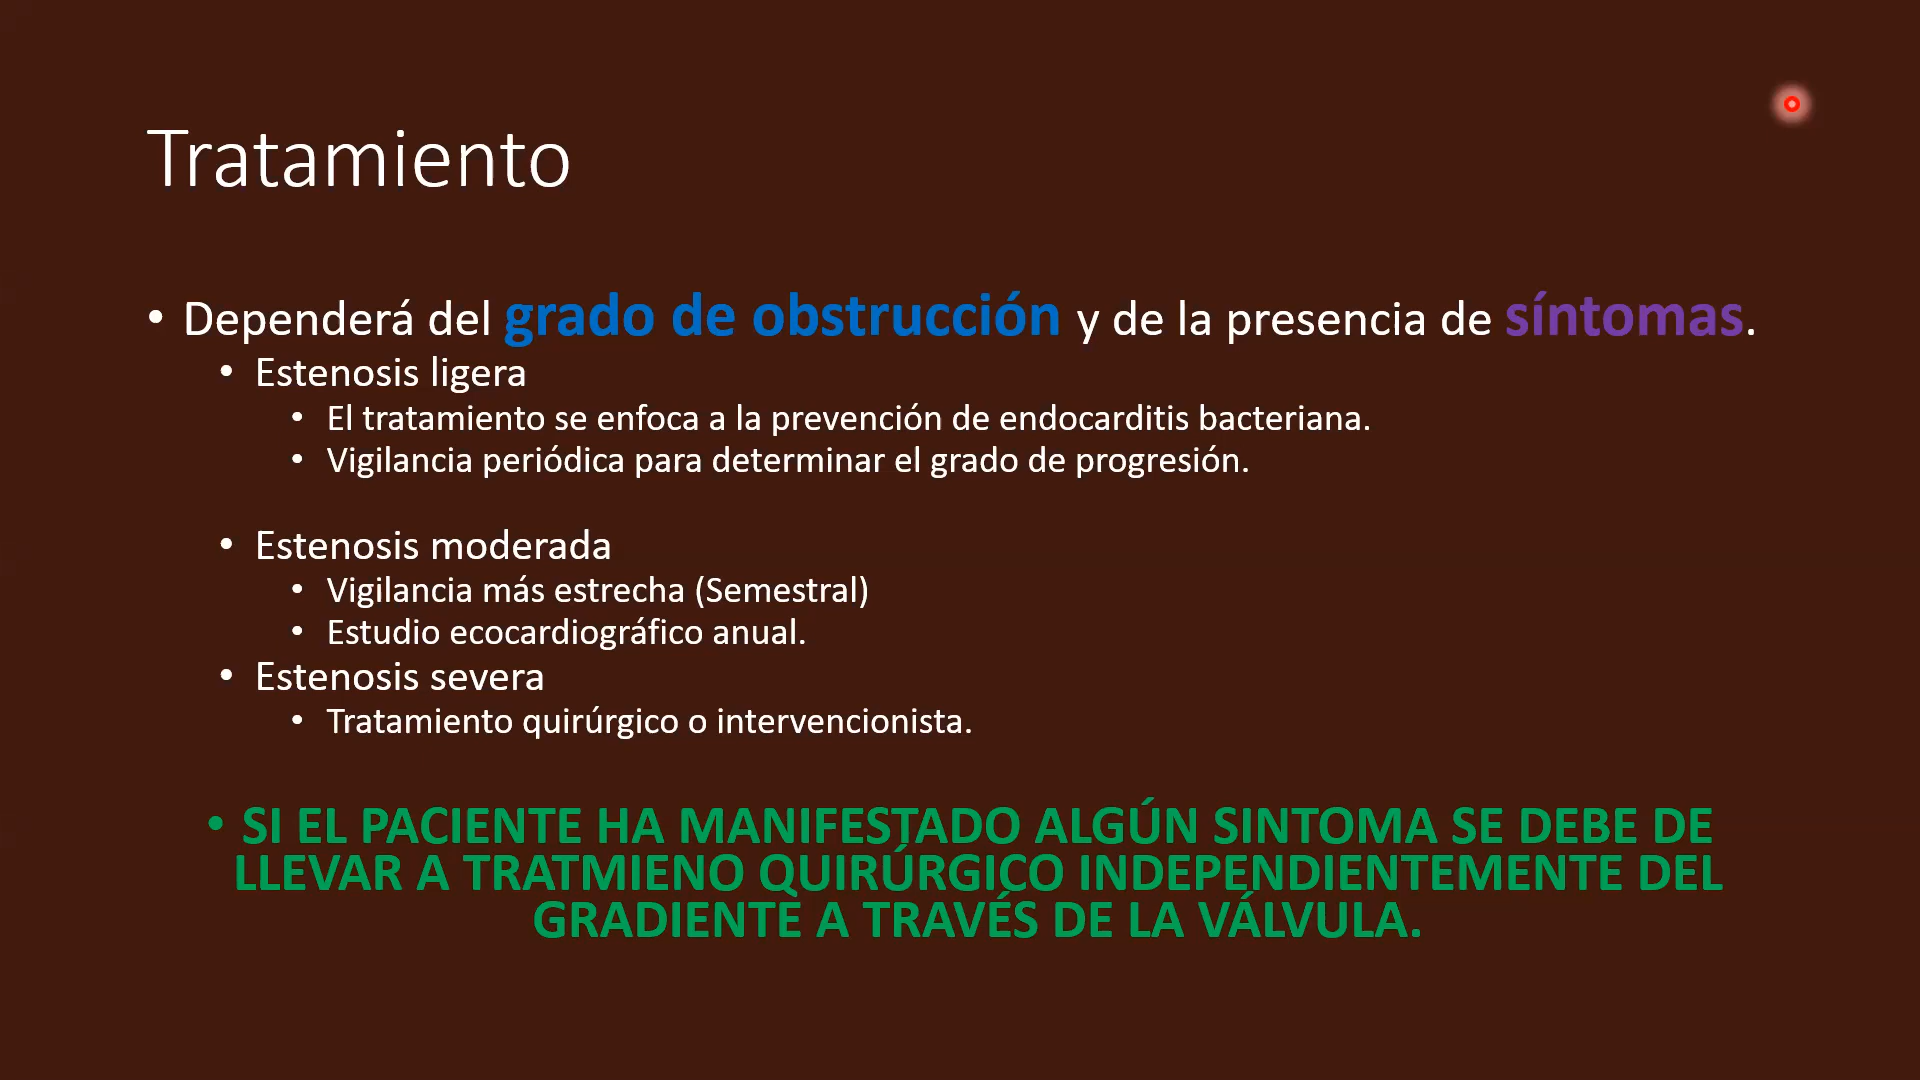 Tratamiento
• Dependerá del grado de obstrucción y de la presencia de síntomas.
• Estenosis ligera
• El tratamiento se enfoca a la prevención de endocarditis bacteriana.
• Vigilancia periódica para determinar el grado de progresión.
• Estenosis moderada
• Vigilancia más estrecha (Semestral)
• Estudio ecocardiográfico anual.
• Estenosis severa
• Tratamiento quirúrgico o intervencionista.
• SI EL PACIENTE HA MANIFESTADO ALGÚN SINTOMA SE DEBE DE
LLEVAR A TRATMIENO QUIRÚRGICO INDEPENDIENTEMENTE DEL
GRADIENTE A TRAVÉS DE LA VÁLVULA.